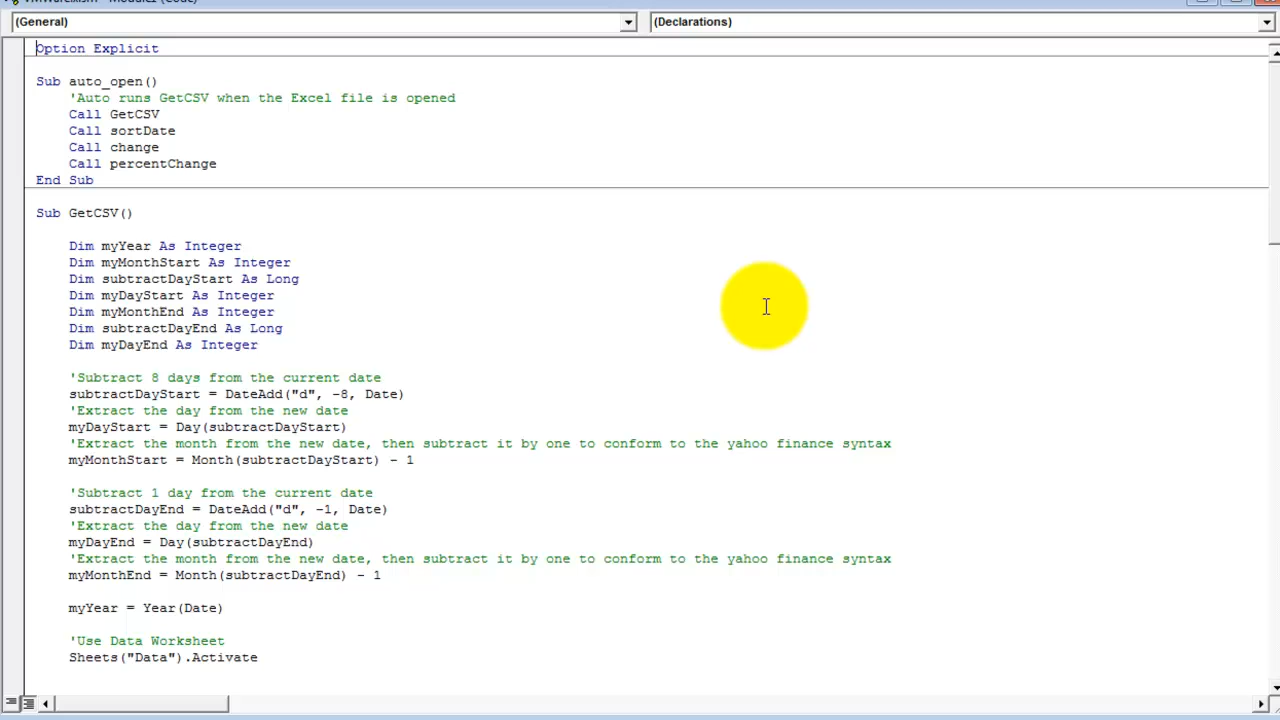 (General)
(Declarations)
Option Explicit
Sub auto_open()
'Auto runs GetCSV when the Excel file is opened
Call GetCSV
Call sortDate
Call change
Call percentChange
End Sub
Sub GetCSV()
Dim myYear As Integer
Dim myMonthStart As Integer
Dim subtractDayStart As Long
Dim myDayStart As Integer
Dim myMonthEnd As Integer
Dim subtractDayEnd As Long
Dim myDayEnd As Integer
'Subtract 8 days from the current date
subtractDayStart = DateAdd("d", -8, Date)
'Extract the day from the new date
myDayStart = Day(subtractDayStart)
'Extract the month from the new date, then subtract it by one to conform to the yahoo finance syntax
myMonthStart = Month(subtractDayStart) - 1
'Subtract 1 day from the current date
subtractDayEnd = DateAdd("d", -1, Date)
'Extract the day from the new date
myDayEnd = Day(subtractDayEnd)
'Extract the month from the new date, then subtract it by one to conform to the yahoo finance syntax
myMonthEnd = Month(subtractDayEnd) - 1
myYear = Year(Date)
'Use Data Worksheet
Sheets("Data").Activate